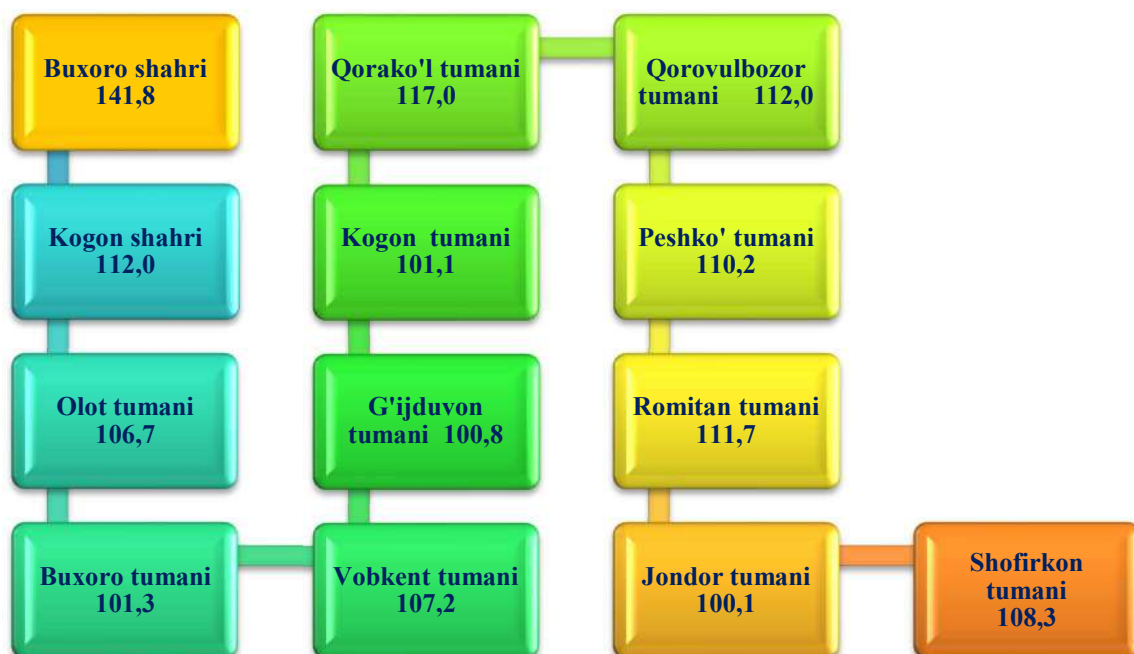 Buxoro shahri
141,8
Kogon shahri
112,0
Olot tumani
106,7
Buxoro tumani
101,3
Vobkent tumani
107,2
G'ijduvon
tumani 100,8
Kogon tumani
101,1
Qorako'l tumani
117,0
Qorovulbozor
tumani 112,0
Peshko' tumani
110,2
Romitan tumani
111,7
Jondor tumani
100,1
Shofirkon
tumani
108,3